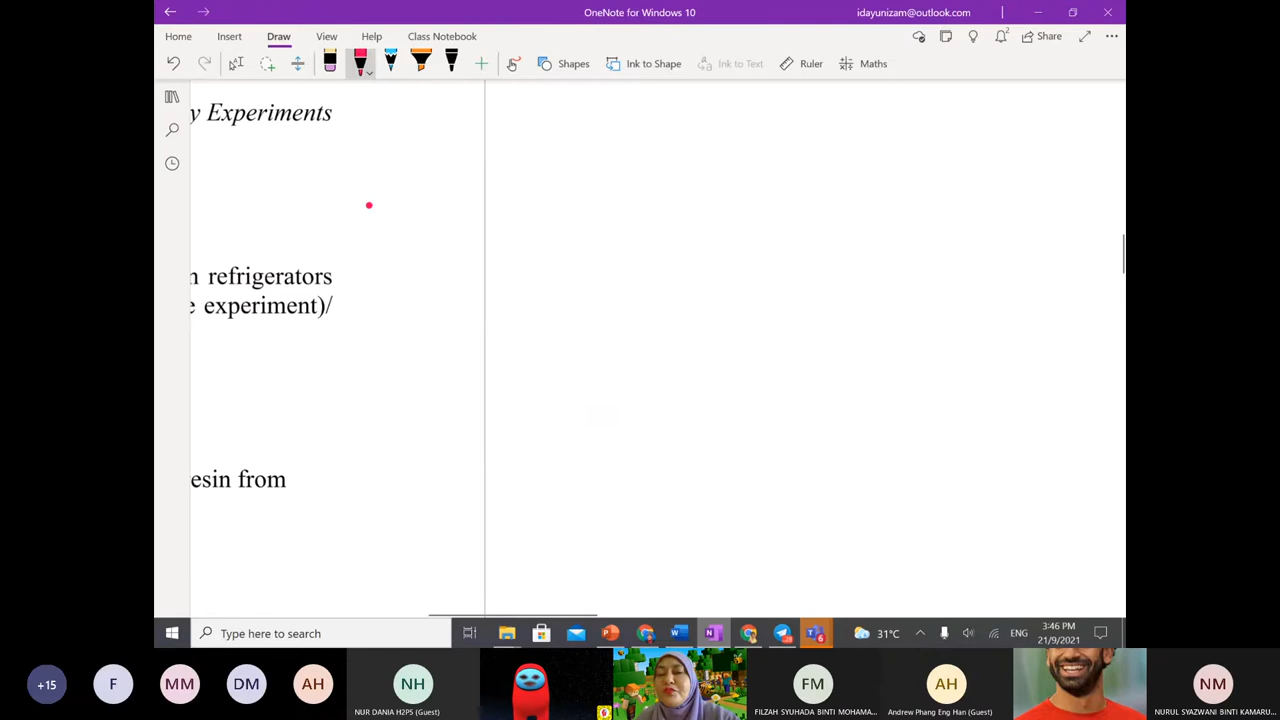 OneNote for Windows 10
idayunizam@outlook.com
Home
Insert
Draw
View
Help
Class Notebook
Share
Shapes
Ink to Shape
Ink to Text
Ruler
Maths
y Experiments
refrigerators
e experiment)/
esin from
Type here to search
6
31°C
ENG
3:46 PM
21/9/2021
+15
F
MM
DM
AH
NH
NUR DANIA H2P5 (Guest)
FM
FILZAH SYUHADA BINTI MOHAMA...
AH
Andrew Phang Eng Han (Guest)
NM
NURUL SYAZWANI BINTI KAMARU...